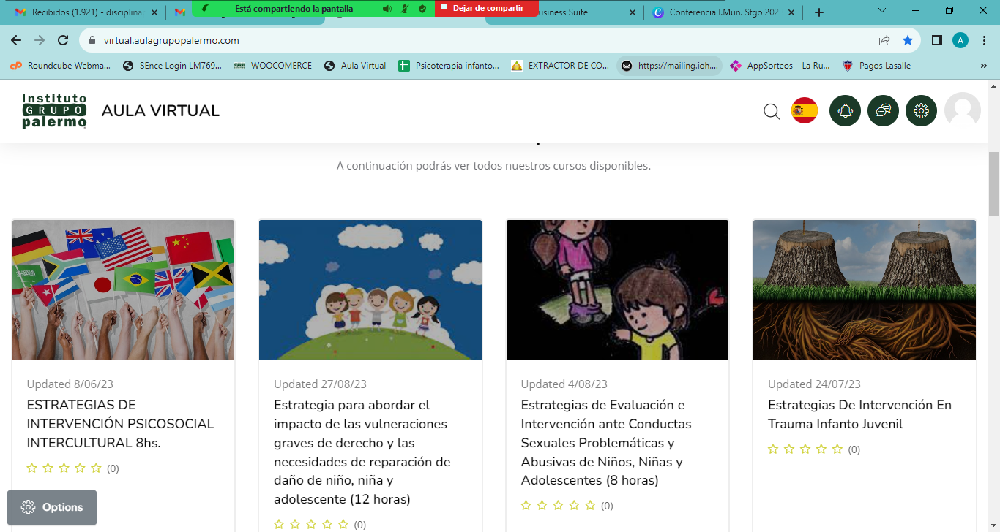 Recibidos (1.921) - disciplina
Está compartiendo la pantalla
Dejar de compartir
usiness Suite
Conferencia I.Mun. Stgo 2023
virtual.aulagrupopalermo.com
A
Roundcube Webma...
SEnce Login LM769...
WOOCOMERCE
Aula Virtual
Psicoterapia infanto...
EXTRACTOR DE CO...
https://mailing.ioh....
AppSorteos – La Ru...
Pagos Lasalle
»
Instituto
GRUPO
palermo
AULA VIRTUAL
A continuación podrás ver todos nuestros cursos disponibles.
Updated 8/06/23
ESTRATEGIAS DE
INTERVENCIÓN PSICOSOCIAL
INTERCULTURAL 8hs.
(0)
Updated 27/08/23
Estrategia para abordar el
impacto de las vulneraciones
graves de derecho y las
necesidades de reparación de
daño de niño, niña y
adolescente (12 horas)
(0)
Updated 4/08/23
Estrategias de Evaluación e
Intervención ante Conductas
Sexuales Problemáticas y
Abusivas de Niños, Niñas y
Adolescentes (8 horas)
(0)
Updated 24/07/23
Estrategias De Intervención En
Trauma Infanto Juvenil
(0)
Options